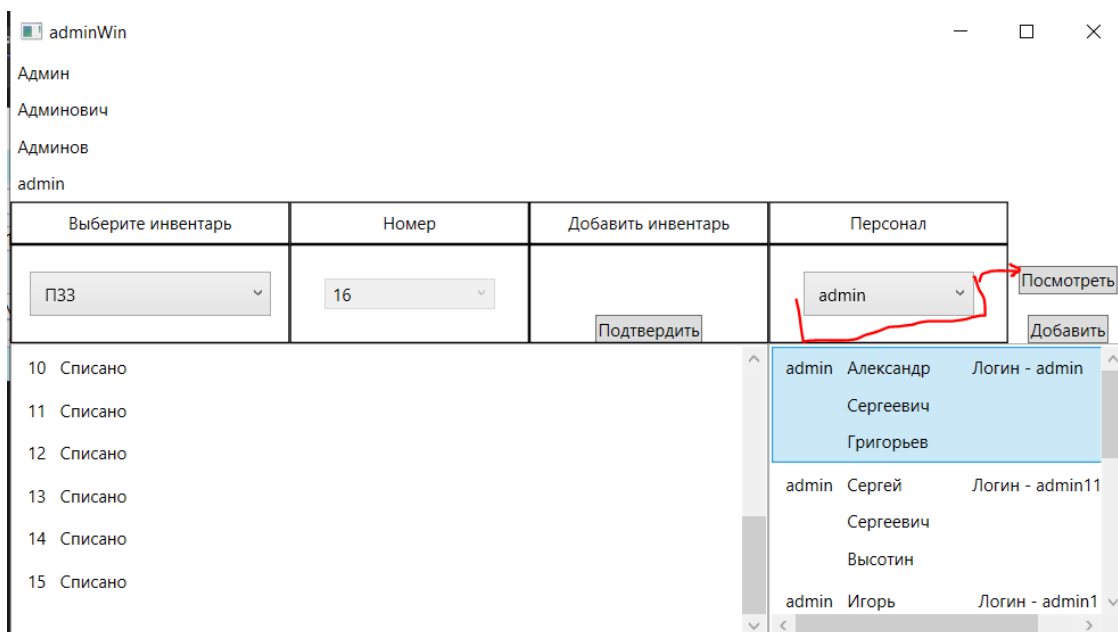 adminWin
Админ
Админович
Админов
admin
Выберите инвентарь Номер Добавить инвентарь Персонал
ПЗЗ 16 admin Посмотреть
Подтвердить Добавить
10 Списано admin Александр Логин - admin
Сергеевич
11 Списано
Григорьев
12 Списано
13 Списано admin Сергей Логин - admin11
Сергеевич
14 Списано
Высотин
15 Списано
admin Игорь Логин - admin1